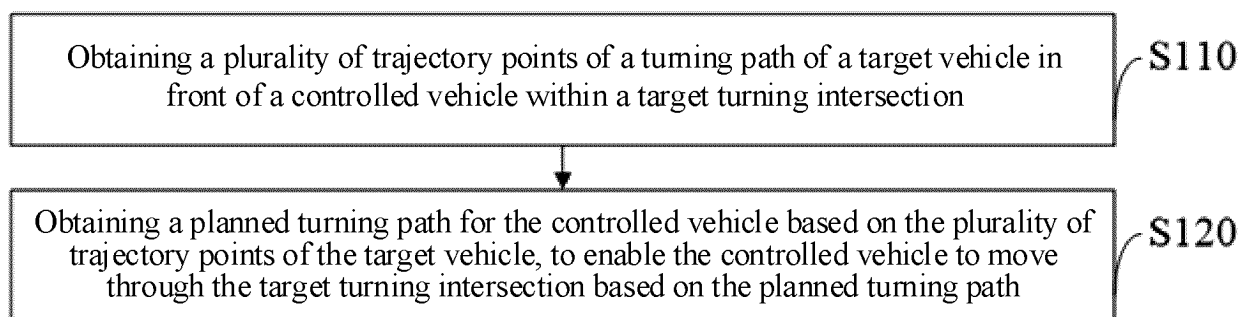 Obtaining a plurality of trajectory points of a turning path of a target vehicle in
front of a controlled vehicle within a target turning intersection
S110
Obtaining a planned turning path for the controlled vehicle based on the plurality of
trajectory points of the target vehicle, to enable the controlled vehicle to move
through the target turning intersection based on the planned turning path
S120